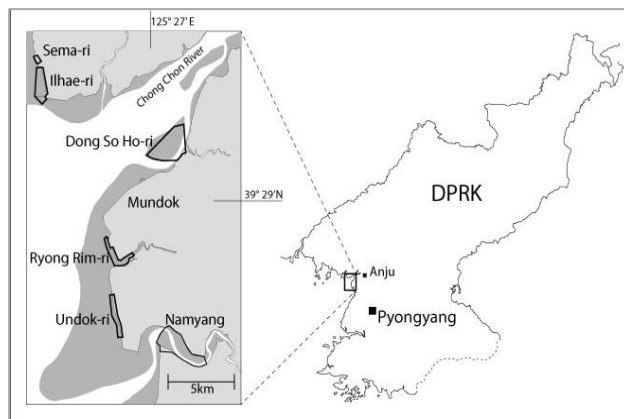 125° 27′ E
Sema-ri
Ilhae-ri
Chong Chon River
Dong So Ho-ri
39° 29′N
Mundok
Ryong Rim-ri
Undok-ri
Namyang
5km
DPRK
Anju
Pyongyang